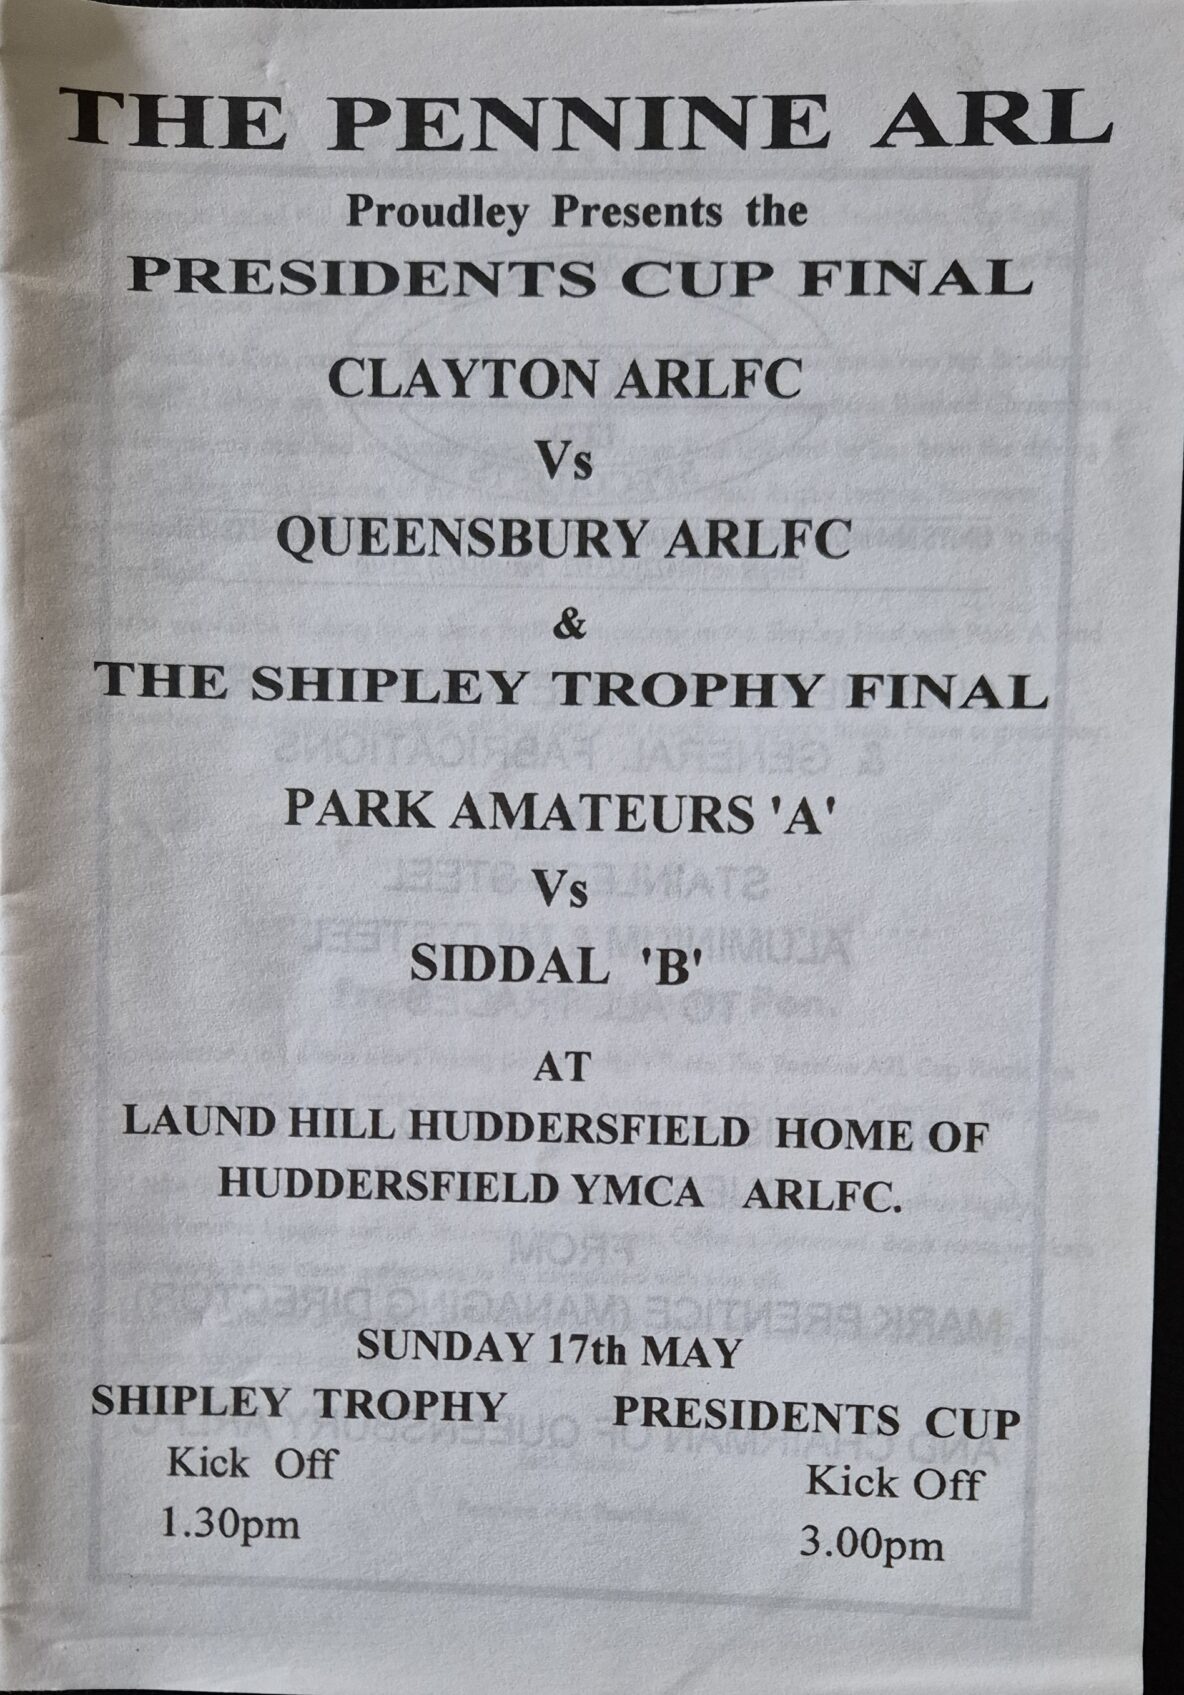 THE PENNINE ARL
Proudley Presents the
PRESIDENTS CUP FINAL
CLAYTON ARLFC
Vs
QUEENSBURY ARLFC
&
THE SHIPLEY TROPHY FINAL
PARK AMATEURS 'A'
Vs
SIDDAL 'B'
AT
LAUND HILL HUDDERSFIELD HOME OF
HUDDERSFIELD YMCA ARLFC.
SUNDAY 17th MAY
SHIPLEY TROPHY PRESIDENTS CUP
Kick Off Kick Off
1.30pm 3.00pm